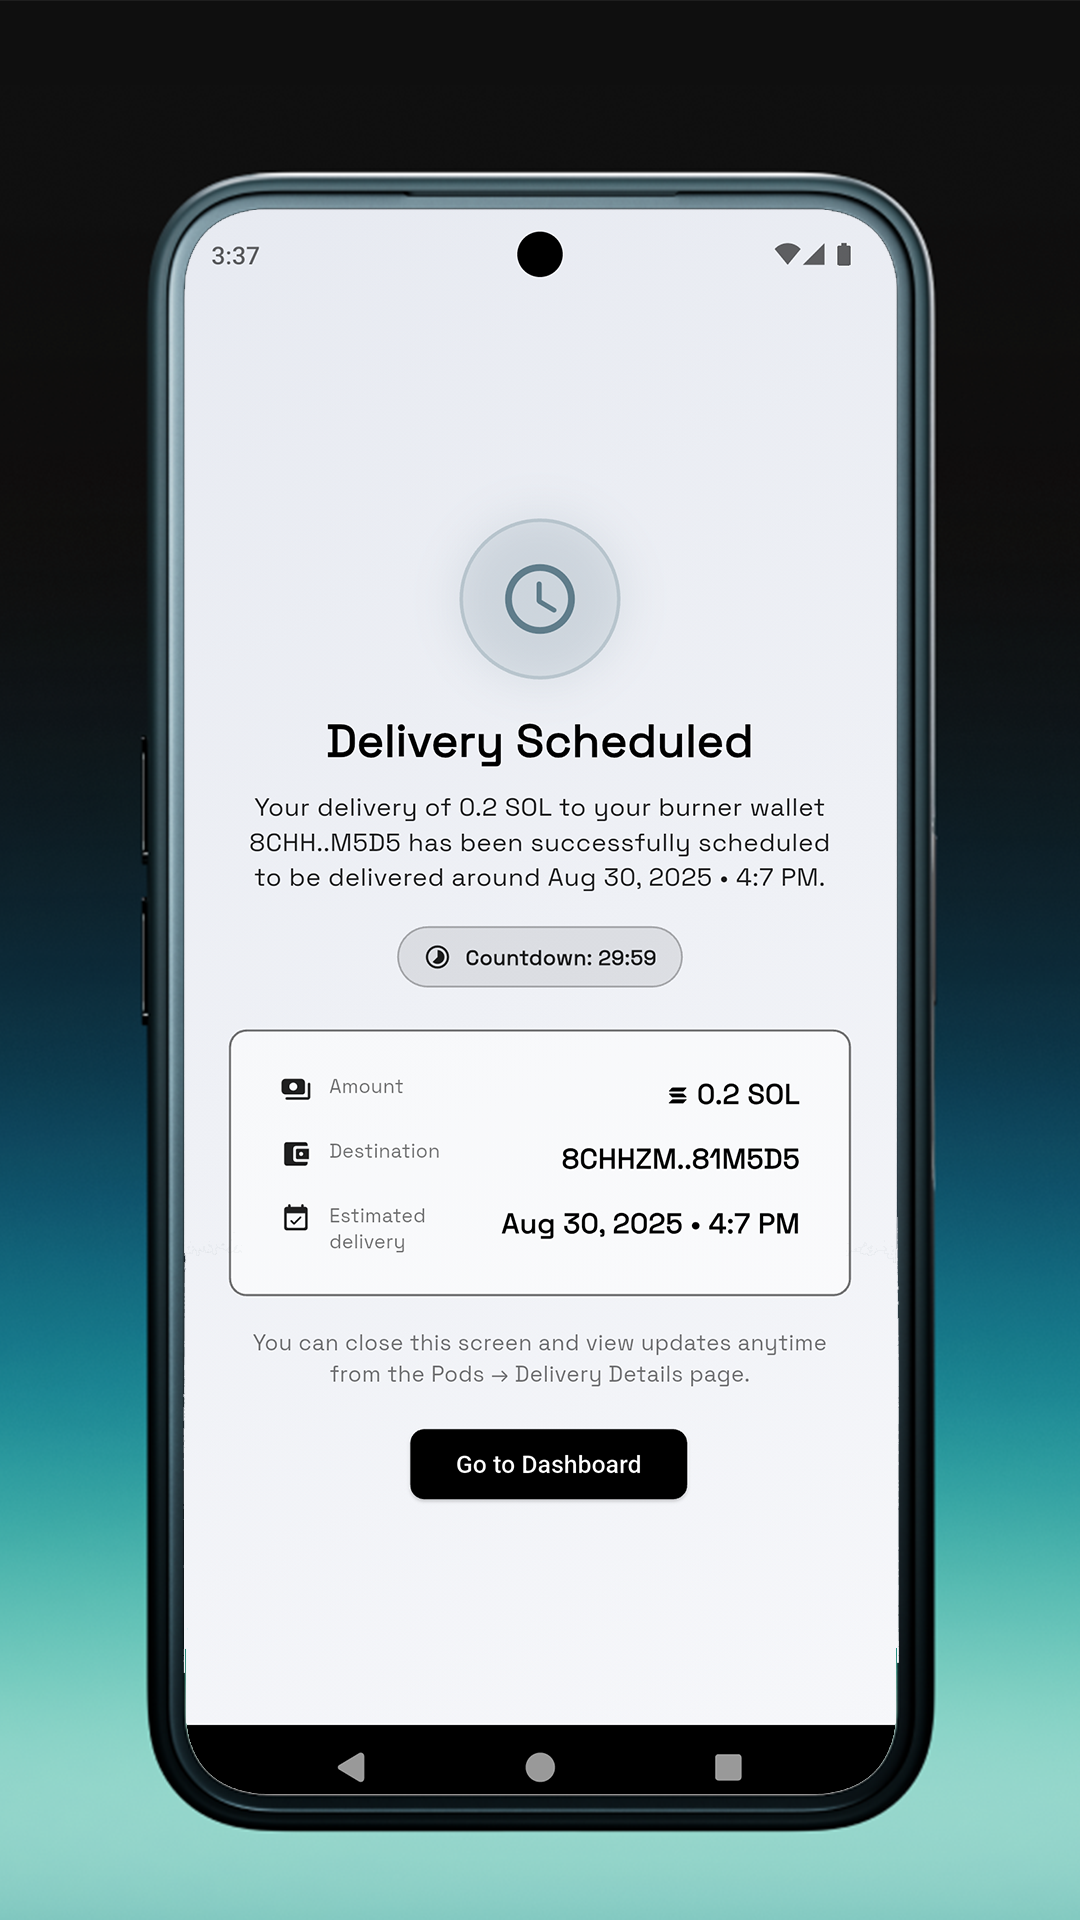 3:37
Delivery Scheduled
Your delivery of 0.2 SOL to your burner wallet
8CHH..M5D5 has been successfully scheduled
to be delivered around Aug 30, 2025 • 4:7 PM.
Countdown: 29:59
Amount
0.2 SOL
Destination
8CHHZM..81M5D5
Estimated
delivery
Aug 30, 2025 • 4:7 PM
You can close this screen and view updates anytime
from the Pods → Delivery Details page.
Go to Dashboard